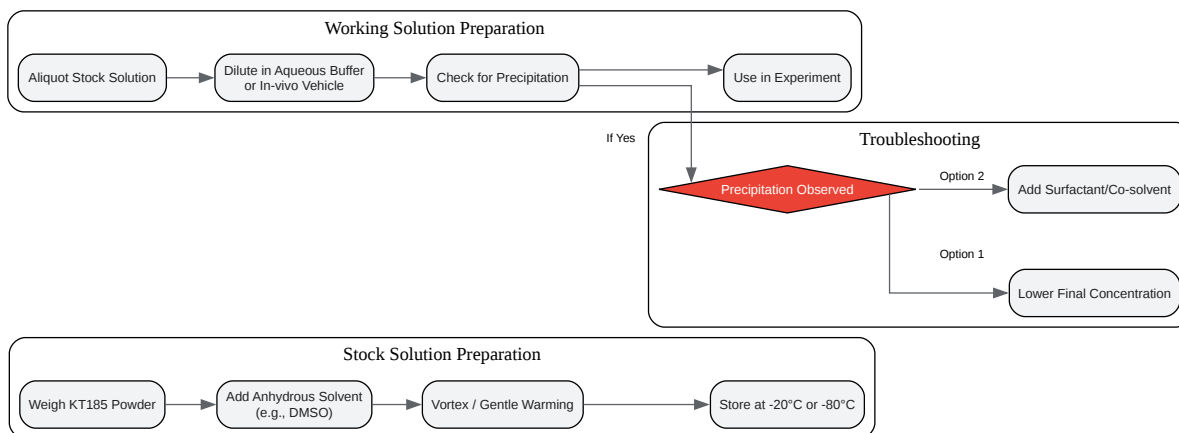 Working Solution Preparation
Aliquot Stock Solution
Dilute in Aqueous Buffer
or In-vivo Vehicle
Check for Precipitation
Use in Experiment
If Yes
Troubleshooting
Precipitation Observed
Option 2
Add Surfactant/Co-solvent
Option 1
Lower Final Concentration
Stock Solution Preparation
Weigh KT185 Powder
Add Anhydrous Solvent
(e.g., DMSO)
Vortex / Gentle Warming
Store at -20°C or -80°C